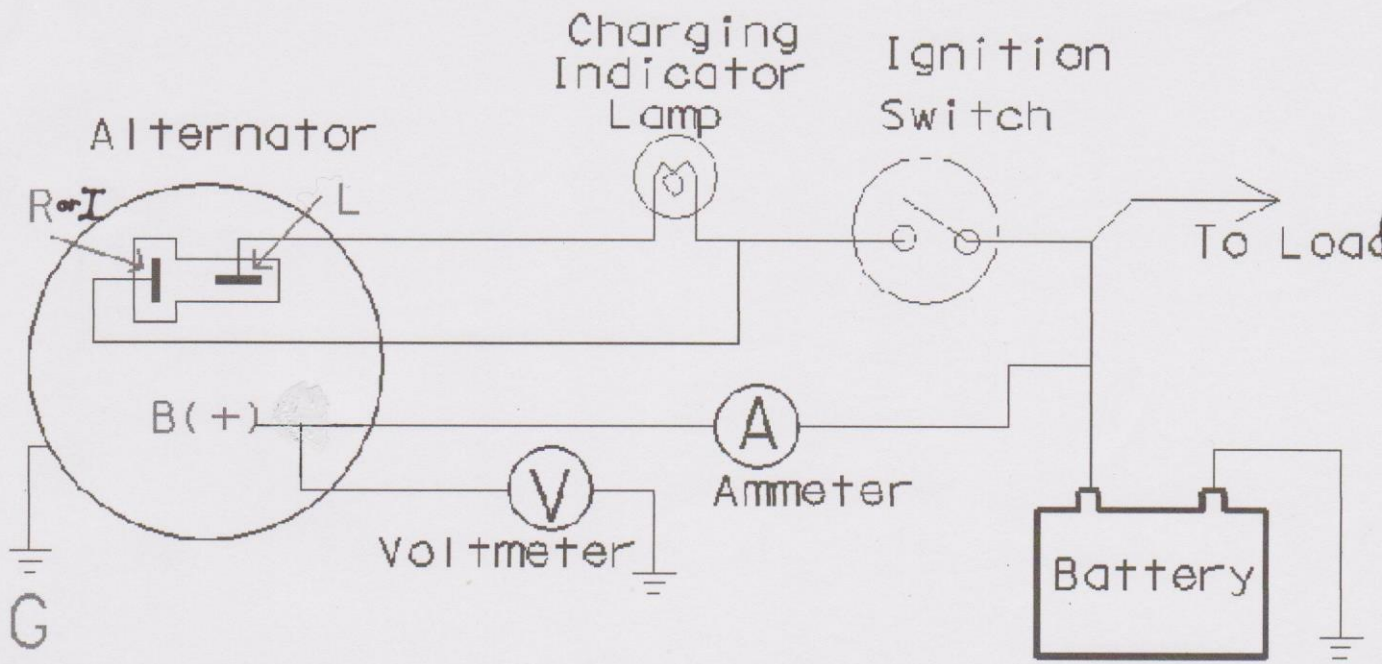 Charging
Indicator
Lamp
Ignition
Switch
Alternator
R or I
L
To Load
B(+)
A
Ammeter
V
Voltmeter
Battery
G